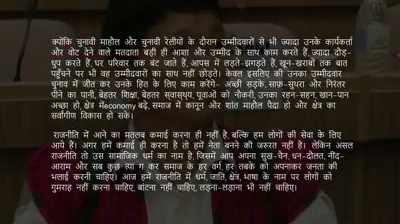 क्योंकि चुनावी माहौल और चुनावी रैलीयों के दौरान उम्मीदवारों से भी ज्यादा उनके कार्यकर्ता
और वोट देने वाले मतदाता बड़ी ही आशा और उम्मीद के साथ काम करते हैं, ज्यादा दौड़-
धुप करते हैं, घर परिवार तक बंट जाते हैं, आपस में लड़ते-झगड़ते हैं, खून-खराबों तक बात
पहुँचने पर भी वह उम्मीदवारों का साथ नहीं छोड़ते। केवल इसलिए की उनका उम्मीदवार
चुनाव में जीत कर उनके हित के लिए काम करेंगे- अच्छी सड़कें, साफ़-सुथरा और निरंतर
पीने का पानी, बेहतर शिक्षा, बेहतर स्वास्थ्य, यूवाओं को नौकरी, उनका रहन-सहन, खान-पान
अच्छा हो, क्षेत्र में economy बढ़े, समाज में कानून और शांत माहौल पैदा हो और क्षेत्र का
सर्वांगीण विकास हो सके।
राजनीति में आने का मतलब कमाई करना ही नहीं है, बल्कि हम लोगों की सेवा के लिए
आये हैं। अगर हमें कमाई ही करना है तो हमें नेता बनने की जरुरत नहीं है। लेकिन असल
राजनीति तो उस सामाजिक धर्म का नाम है, जिसमें आप अपना सुख-चैन, धन-दौलत, नींद-
आराम और सब कुछ त्याग कर समाज के हर वर्ग, हर तबके को अपनाकर जनता की
भलाई करनी चाहिए। आज हमें राजनीति में धर्म, जाति, क्षेत्र, भाषा के नाम पर लोगों को
गुमराह नहीं करना चाहिए, बांटना नहीं चाहिए, लड़ना-लड़ाना भी नहीं चाहिए।